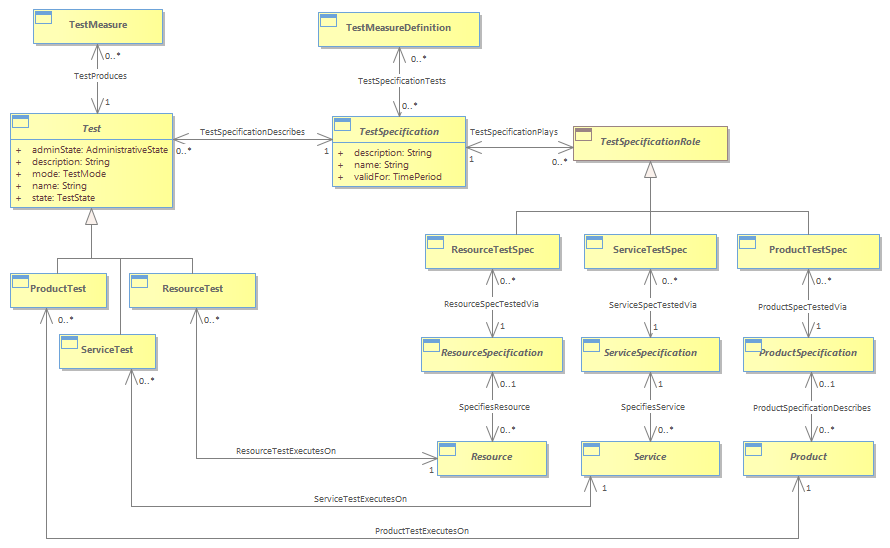 TestMeasure
TestMeasureDefinition
0..*
0..*
TestProduces
TestSpecificationTests
1
0..*
Test
+ adminState: AdministrativeState
+ description: String
+ mode: TestMode
+ name: String
+ state: TestState
TestSpecificationDescribes
0..*
1
TestSpecification
+ description: String
+ name: String
+ validFor: TimePeriod
TestSpecificationPlays
1
0..*
TestSpecificationRole
ResourceTestSpec
ServiceTestSpec
ProductTestSpec
ProductTest
ResourceTest
0..*
0..*
0..*
ResourceSpecTestedVia
ServiceSpecTestedVia
ProductSpecTestedVia
0..*
0..*
1
1
1
ServiceTest
ResourceSpecification
ServiceSpecification
ProductSpecification
0..*
0..1
1
0..1
SpecifiesResource
SpecifiesService
ProductSpecificationDescribes
0..*
0..*
0..*
ResourceTestExecutesOn
1
Resource
Service
Product
ServiceTestExecutesOn
1
1
ProductTestExecutesOn